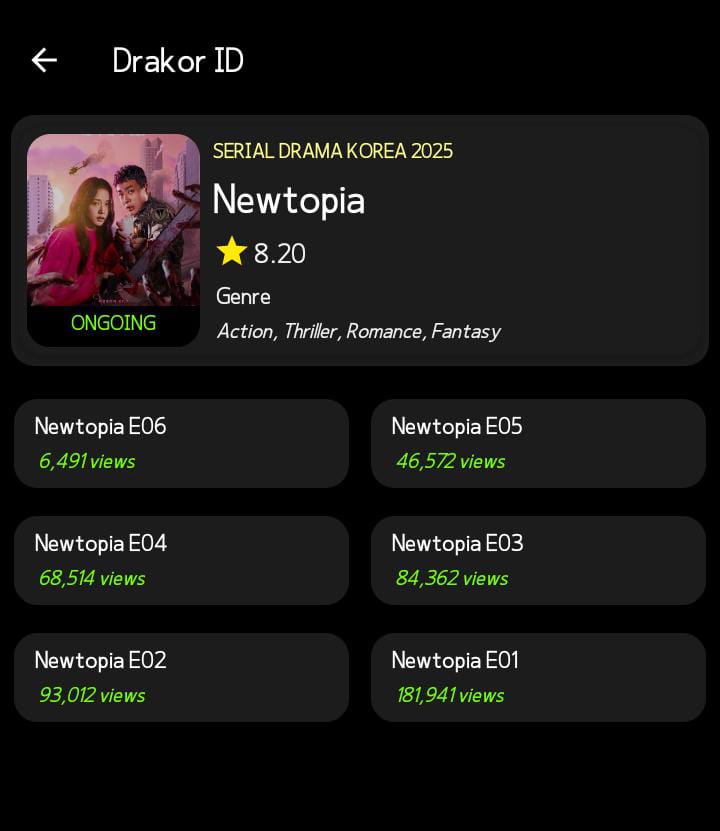 Drakor ID
SERIAL DRAMA KOREA 2025
Newtopia
8.20
Genre
Action, Thriller, Romance, Fantasy
ONGOING
Newtopia E06
6,491 views
Newtopia E05
46,572 views
Newtopia E04
68,514 views
Newtopia E03
84,362 views
Newtopia E02
93,012 views
Newtopia E01
181,941 views